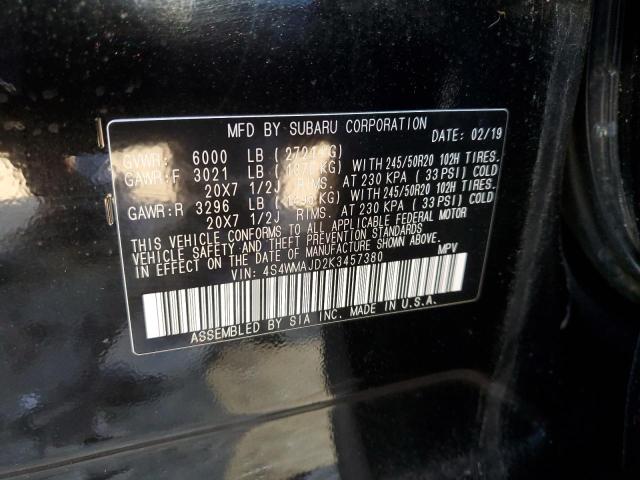 MFD BY SUBARU CORPORATION DATE: 02/19
GVWR: 6000 LB (2721KG)
GAWR:F 3021 LB (1370KG) WITH 245/50R20 102H TIRES.
20X7 1/2J RIMS. AT 230 KPA (33 PSI) COLD
GAWR:R 3296 LB (1495KG) WITH 245/50R20 102H TIRES.
20X7 1/2J RIMS. AT 230 KPA (33 PSI) COLD
THIS VEHICLE CONFORMS TO ALL APPLICABLE FEDERAL MOTOR
VEHICLE SAFETY, BUMPER, AND THEFT PREVENTION STANDARDS
IN EFFECT ON THE DATE OF MANUFACTURE SHOWN ABOVE.
VIN: 4S4WMAJD2K3457380 MPV
ASSEMBLED BY SIA INC. MADE IN U.S.A.